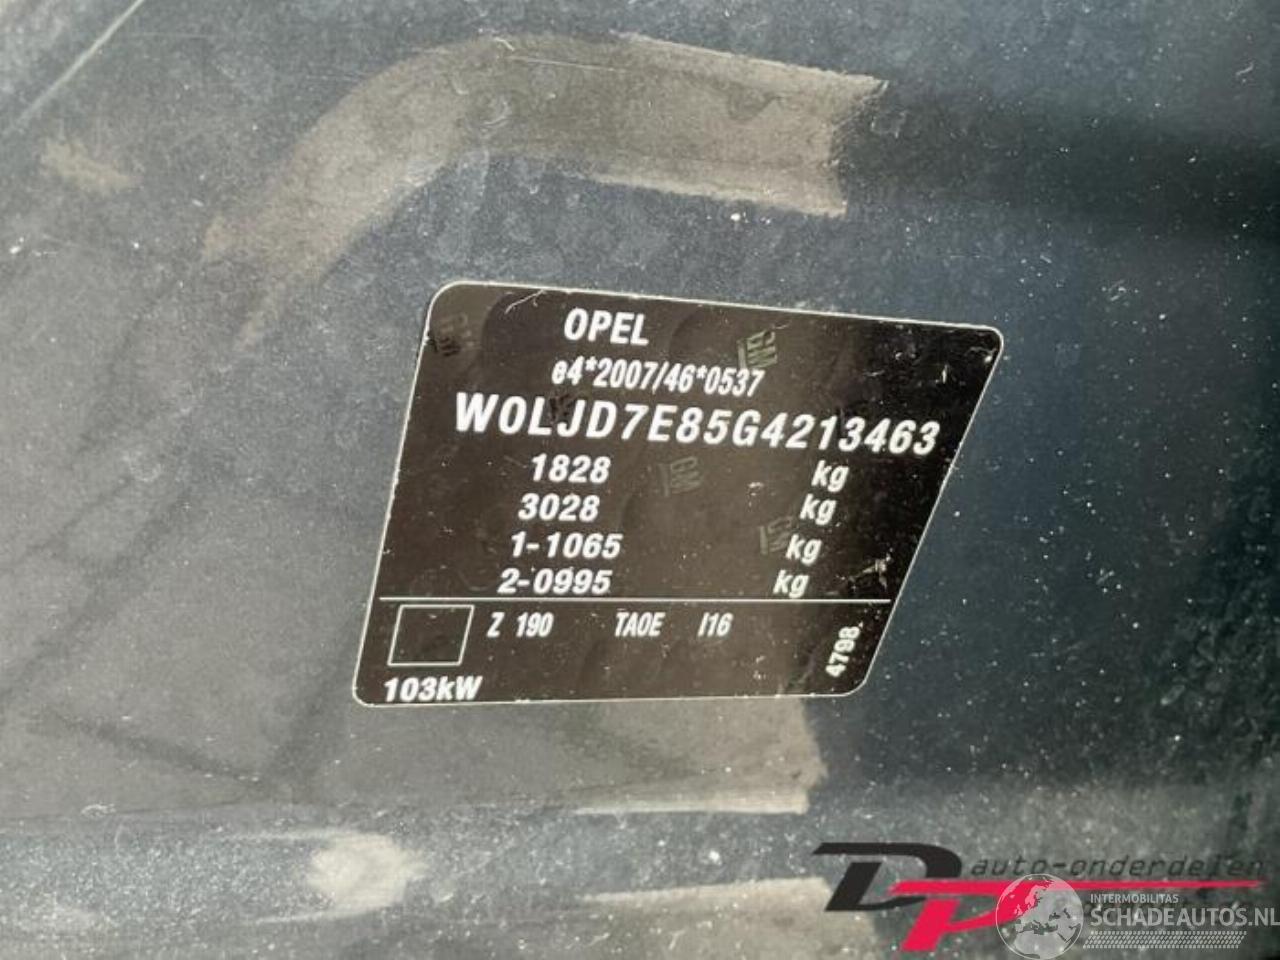 OPEL
e4*2007/46*0537
W0LJD7E85G4213463
1828 kg
3028 kg
1-1065 kg
2-0995 kg
Z 190 TA0E I16
4798
103kW
DP auto-onderdelen
INTERMOBILITAS
SCHADEAUTOS.NL